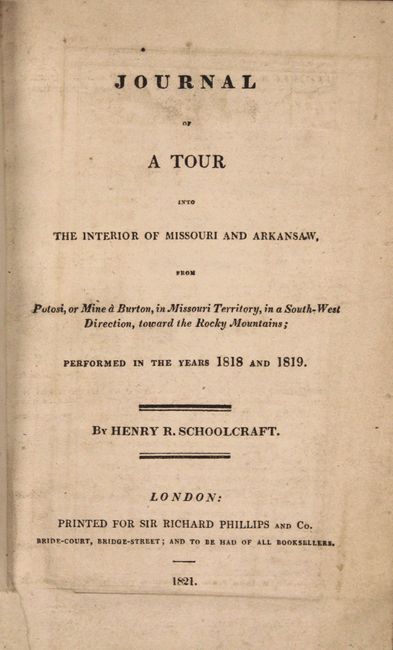 JOURNAL
OF
A TOUR
INTO
THE INTERIOR OF MISSOURI AND ARKANSAW,
FROM
Potosi, or Mine à Burton, in Missouri Territory, in a South-West
Direction, toward the Rocky Mountains;
PERFORMED IN THE YEARS 1818 AND 1819.
BY HENRY R. SCHOOLCRAFT.
LONDON:
PRINTED FOR SIR RICHARD PHILLIPS AND Co.
BRIDE-COURT, BRIDGE-STREET; AND TO BE HAD OF ALL BOOKSELLERS.
1821.